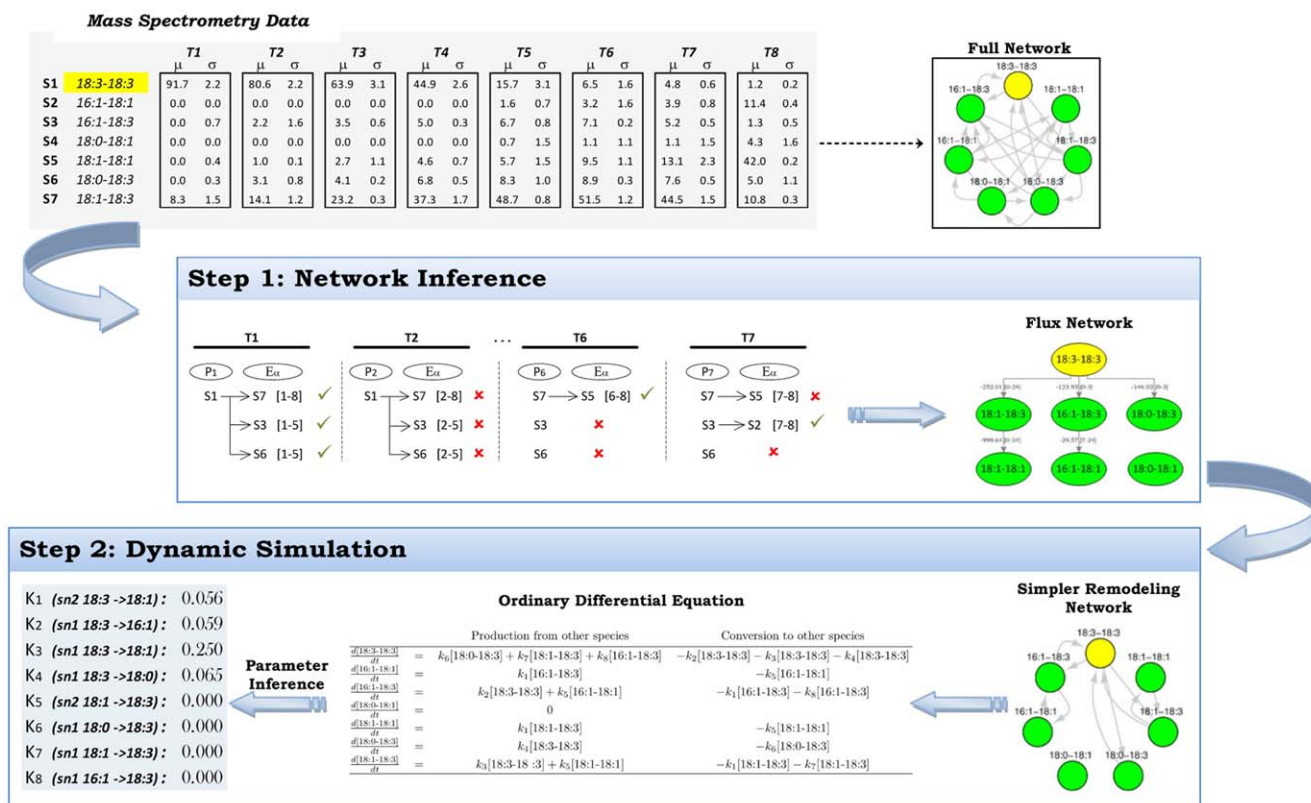 Mass Spectrometry Data
T1 T2 T3 T4 T5 T6 T7 T8
μ σ μ σ μ σ μ σ μ σ μ σ μ σ μ σ
S1 18:3-18:3 91.7 2.2 80.6 2.2 63.9 3.1 44.9 2.6 15.7 3.1 6.5 1.6 4.8 0.6 1.2 0.2
S2 16:1-18:1 0.0 0.0 0.0 0.0 0.0 0.0 0.0 0.0 1.6 0.7 3.2 1.6 3.9 0.8 11.4 0.4
S3 16:1-18:3 0.0 0.7 2.2 1.6 3.5 0.6 5.0 0.3 6.7 0.8 7.1 0.2 5.2 0.5 1.3 0.5
S4 18:0-18:1 0.0 0.0 0.0 0.0 0.0 0.0 0.0 0.0 0.7 1.5 1.1 1.1 1.1 1.5 4.3 1.6
S5 18:1-18:1 0.0 0.4 1.0 0.1 2.7 1.1 4.6 0.7 5.7 1.5 9.5 1.1 13.1 2.3 42.0 0.2
S6 18:0-18:3 0.0 0.3 3.1 0.8 4.1 0.2 6.8 0.5 8.3 1.0 8.9 0.3 7.6 0.5 5.0 1.1
S7 18:1-18:3 8.3 1.5 14.1 1.2 23.2 0.3 37.3 1.7 48.7 0.8 51.5 1.2 44.5 1.5 10.8 0.3
Full Network
18:3-18:3
16:1-18:3 18:1-18:1
16:1-18:1 18:1-18:3
18:0-18:1 18:0-18:3
Step 1: Network Inference
T1 T2 ... T6 T7
P1 Eα P2 Eα P6 Eα P7 Eα
S1 S7 [1-8] ✓ S1 S7 [2-8] ✘ S7 S5 [6-8] ✓ S7 S5 [7-8] ✘
S3 [1-5] ✓ S3 [2-5] ✘ S3 ✘ S3 S2 [7-8] ✓
S6 [1-5] ✓ S6 [2-5] ✘ S6 ✘ S6 ✘
Flux Network
18:3-18:3
18:1-18:3 16:1-18:3 18:0-18:3
18:1-18:1 16:1-18:1 18:0-18:1
Step 2: Dynamic Simulation
K1 (sn2 18:3 ->18:1) : 0.056
K2 (sn1 18:3 ->16:1) : 0.059
K3 (sn1 18:3 ->18:1) : 0.250
K4 (sn1 18:3 ->18:0) : 0.065
K5 (sn2 18:1 ->18:3) : 0.000
K6 (sn1 18:0 ->18:3) : 0.000
K7 (sn1 18:1 ->18:3) : 0.000
K8 (sn1 16:1 ->18:3) : 0.000
Parameter
Inference
Ordinary Differential Equation
Production from other species Conversion to other species
d[18:3-18:3]/dt = k6[18:0-18:3] + k7[18:1-18:3] + k8[16:1-18:3] −k2[18:3-18:3] − k3[18:3-18:3] − k4[18:3-18:3]
d[16:1-18:1]/dt = k1[16:1-18:3] −k5[16:1-18:1]
d[16:1-18:3]/dt = k2[18:3-18:3] + k5[16:1-18:1] −k1[16:1-18:3] − k8[16:1-18:3]
d[18:0-18:1]/dt = 0
d[18:1-18:1]/dt = k1[18:1-18:3] −k5[18:1-18:1]
d[18:0-18:3]/dt = k4[18:3-18:3] −k6[18:0-18:3]
d[18:1-18:3]/dt = k3[18:3-18 :3] + k5[18:1-18:1] −k1[18:1-18:3] − k7[18:1-18:3]
Simpler Remodeling
Network
18:3-18:3
16:1-18:3 18:1-18:1
16:1-18:1 18:1-18:3
18:0-18:1 18:0-18:3